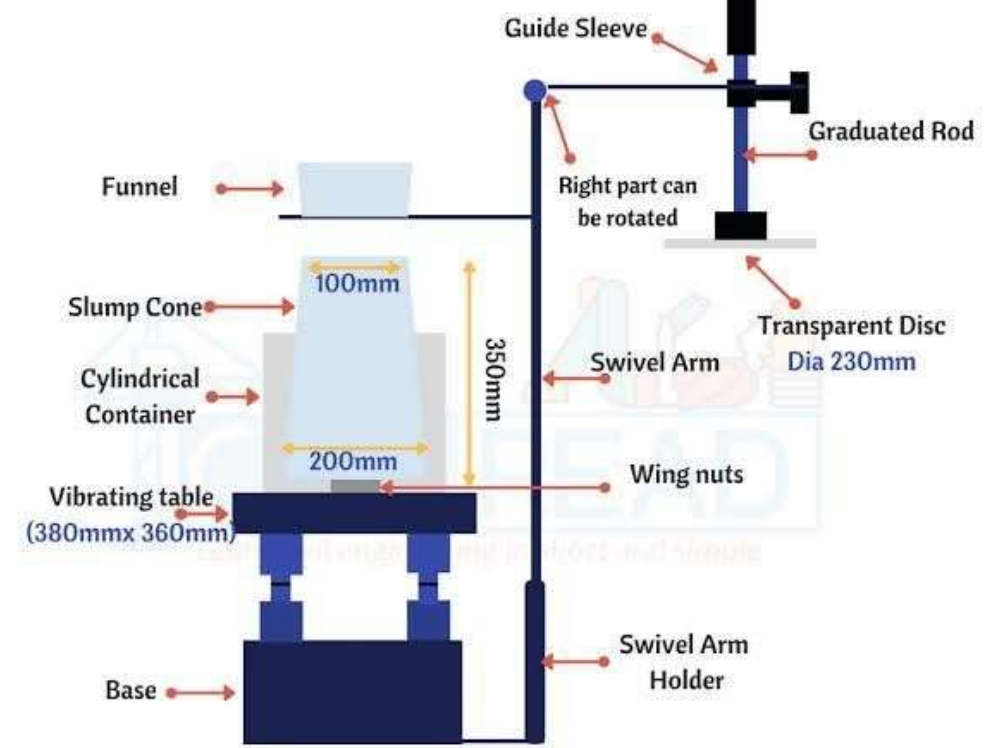 Guide Sleeve
Graduated Rod
Funnel
Right part can
be rotated
100mm
Slump Cone
Transparent Disc
Dia 230mm
350mm
Swivel Arm
Cylindrical
Container
200mm
Wing nuts
Vibrating table
(380mmx 360mm)
Swivel Arm
Holder
Base